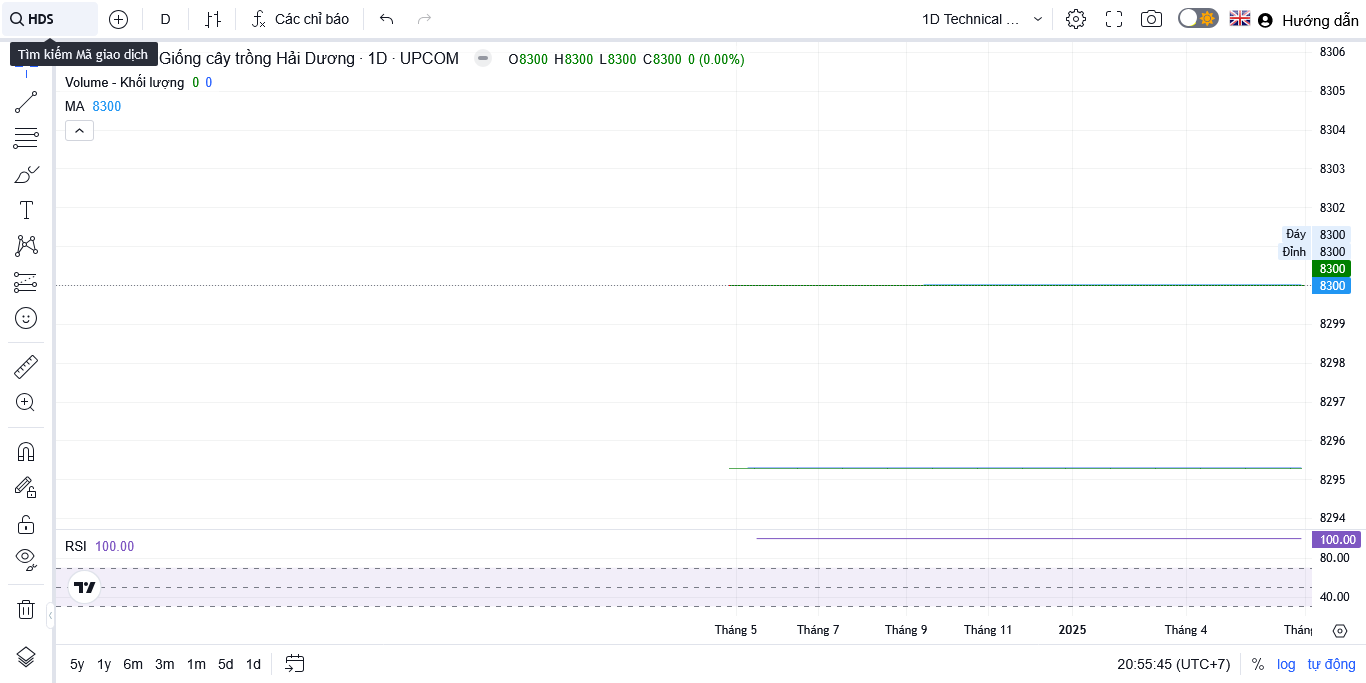 HDS
D
Các chỉ báo
1D Technical ...
Hướng dẫn
Tìm kiếm Mã giao dịch
Giống cây trồng Hải Dương · 1D · UPCOM
O8300 H8300 L8300 C8300 0 (0.00%)
Volume - Khối lượng 0 0
MA 8300
8306
8305
8304
8303
8302
Đáy 8300
Đỉnh 8300
8300
8300
8299
8298
8297
8296
8295
8294
RSI 100.00
100.00
80.00
40.00
Tháng 5
Tháng 7
Tháng 9
Tháng 11
2025
Tháng 4
5y 1y 6m 3m 1m 5d 1d
20:55:45 (UTC+7)
%
log
tự động